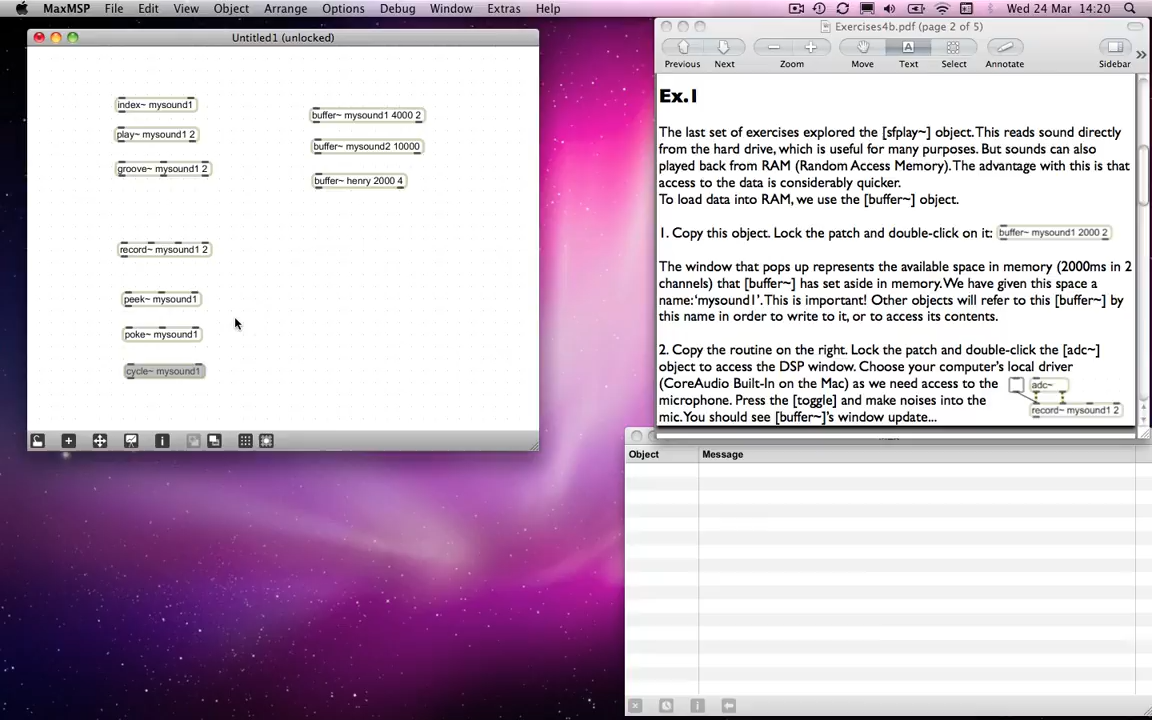 MaxMSP File Edit View Object Arrange Options Debug Window Extras Help Wed 24 Mar 14:20
Untitled1 (unlocked)
index~ mysound1
play~ mysound1 2
groove~ mysound1 2
record~ mysound1 2
peek~ mysound1
poke~ mysound1
cycle~ mysound1
buffer~ mysound1 4000 2
buffer~ mysound2 10000
buffer~ henry 2000 4
Exercises4b.pdf (page 2 of 5)
Previous Next Zoom Move Text Select Annotate Sidebar
Ex.1
The last set of exercises explored the [sfplay~] object. This reads sound directly
from the hard drive, which is useful for many purposes. But sounds can also
played back from RAM (Random Access Memory). The advantage with this is that
access to the data is considerably quicker.
To load data into RAM, we use the [buffer~] object.
1. Copy this object. Lock the patch and double-click on it: buffer~ mysound1 2000 2
The window that pops up represents the available space in memory (2000ms in 2
channels) that [buffer~] has set aside in memory. We have given this space a
name: 'mysound1'. This is important! Other objects will refer to this [buffer~] by
this name in order to write to it, or to access its contents.
2. Copy the routine on the right. Lock the patch and double-click the [adc~]
object to access the DSP window. Choose your computer's local driver
(CoreAudio Built-In on the Mac) as we need access to the
microphone. Press the [toggle] and make noises into the
mic. You should see [buffer~]'s window update...
adc~
record~ mysound1 2
Object Message